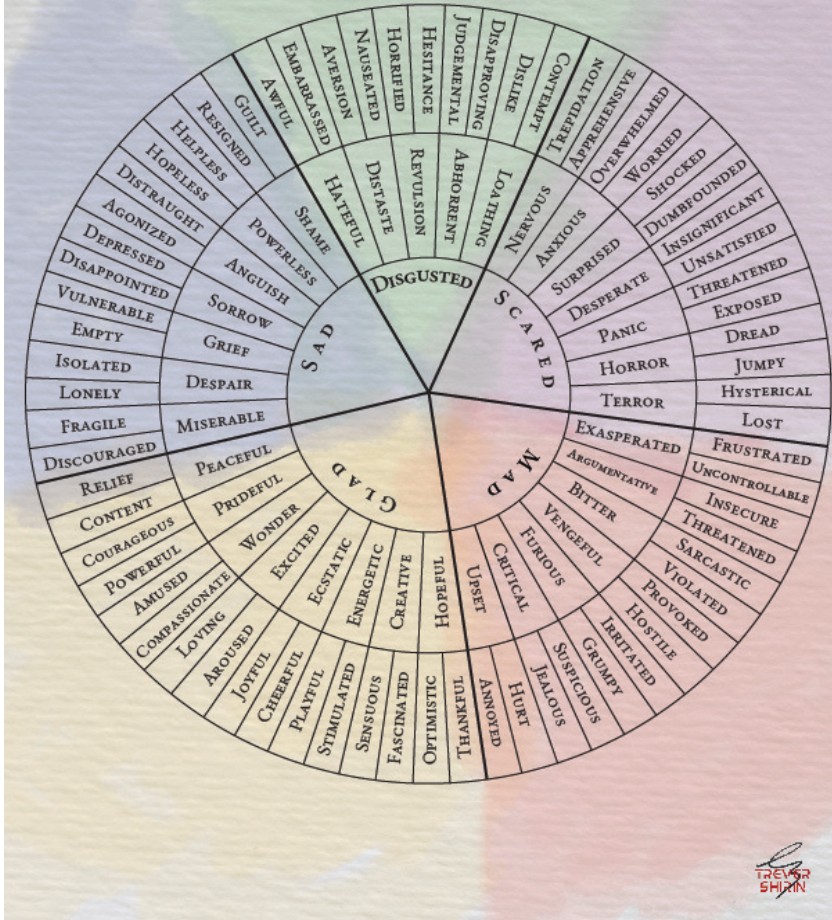 DISGUSTED
HATEFUL
DISTASTE
REVULSION
ABHORRENT
LOATHING
AWFUL
EMBARRASSED
AVERSION
NAUSEATED
HORRIFIED
HESITANCE
JUDGEMENTAL
DISAPPROVING
DISLIKE
CONTEMPT
SCARED
NERVOUS
ANXIOUS
SURPRISED
DESPERATE
PANIC
HORROR
TERROR
TREPIDATION
APPREHENSIVE
OVERWHELMED
WORRIED
SHOCKED
DUMBFOUNDED
INSIGNIFICANT
UNSATISFIED
THREATENED
EXPOSED
DREAD
JUMPY
HYSTERICAL
LOST
MAD
EXASPERATED
ARGUMENTATIVE
BITTER
VENGEFUL
FURIOUS
CRITICAL
UPSET
FRUSTRATED
UNCONTROLLABLE
INSECURE
THREATENED
SARCASTIC
VIOLATED
PROVOKED
HOSTILE
IRRITATED
GRUMPY
SUSPICIOUS
JEALOUS
HURT
ANNOYED
GLAD
HOPEFUL
CREATIVE
ENERGETIC
ECSTATIC
EXCITED
WONDER
PRIDEFUL
PEACEFUL
THANKFUL
OPTIMISTIC
FASCINATED
SENSUOUS
STIMULATED
PLAYFUL
CHEERFUL
JOYFUL
AROUSED
LOVING
COMPASSIONATE
AMUSED
POWERFUL
COURAGEOUS
CONTENT
RELIEF
SAD
MISERABLE
DESPAIR
GRIEF
SORROW
ANGUISH
POWERLESS
SHAME
DISCOURAGED
FRAGILE
LONELY
ISOLATED
EMPTY
VULNERABLE
DISAPPOINTED
DEPRESSED
AGONIZED
DISTRAUGHT
HOPELESS
HELPLESS
RESIGNED
GUILT
TREVOR
SHIRIN